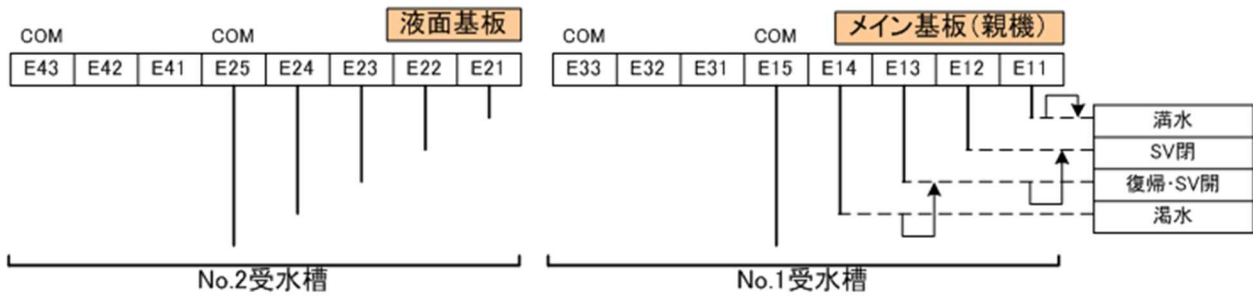 液面基板
メイン基板(親機)
COM COM COM COM
E43 E42 E41 E25 E24 E23 E22 E21 E33 E32 E31 E15 E14 E13 E12 E11
満水
SV閉
復帰・SV開
渇水
No.2受水槽 No.1受水槽